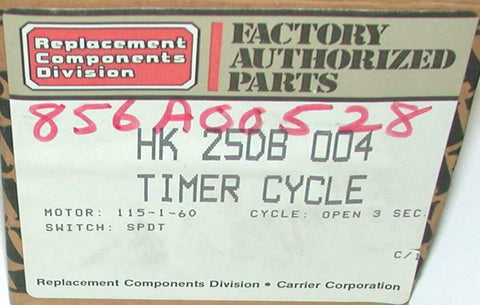 Replacement
Components
Division
FACTORY
AUTHORIZED
PARTS
856A00528
HK 25DB 004
TIMER CYCLE
MOTOR: 115-1-60 CYCLE: OPEN 3 SEC.
SWITCH: SPDT
Replacement Components Division • Carrier Corporation